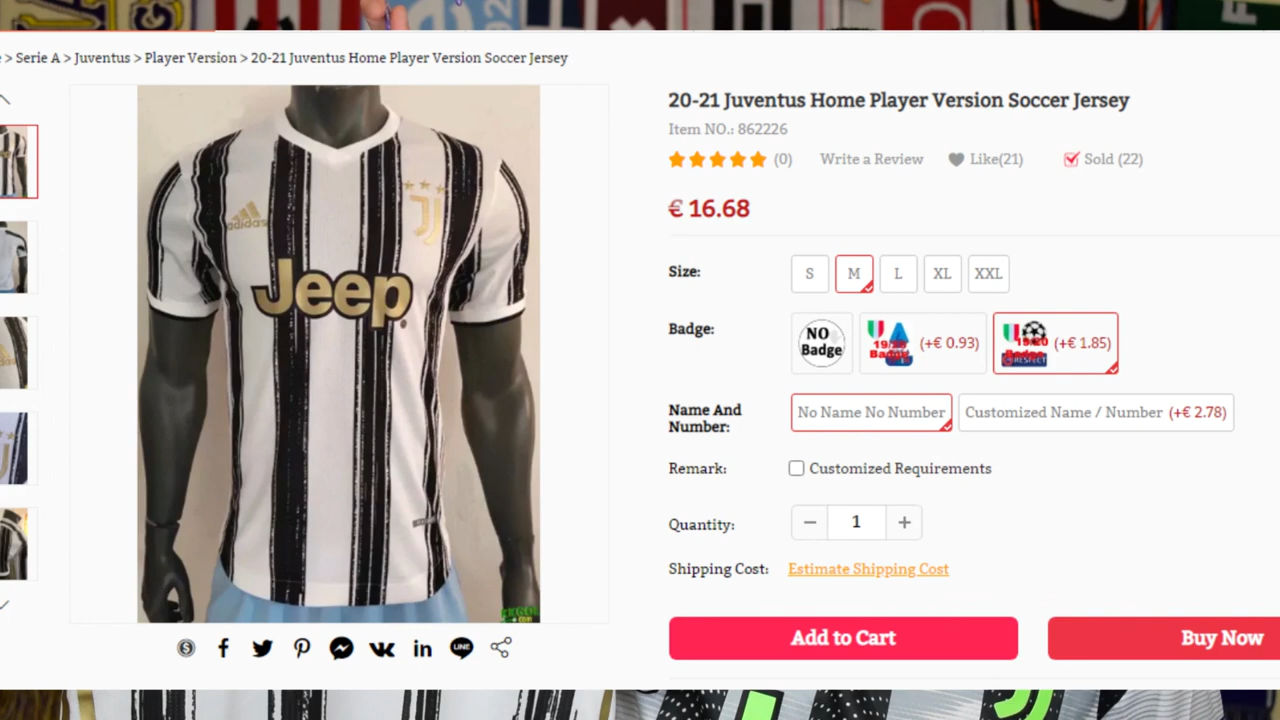 > Serie A > Juventus > Player Version > 20-21 Juventus Home Player Version Soccer Jersey
20-21 Juventus Home Player Version Soccer Jersey
Item NO.: 862226
(0) Write a Review Like(21) Sold (22)
€ 16.68
Size: S M L XL XXL
Badge: NO Badge (+€ 0.93) (+€ 1.85)
Name And Number: No Name No Number Customized Name / Number (+€ 2.78)
Remark: Customized Requirements
Quantity: 1
Shipping Cost: Estimate Shipping Cost
Add to Cart Buy Now
adidas
Jeep
LINE